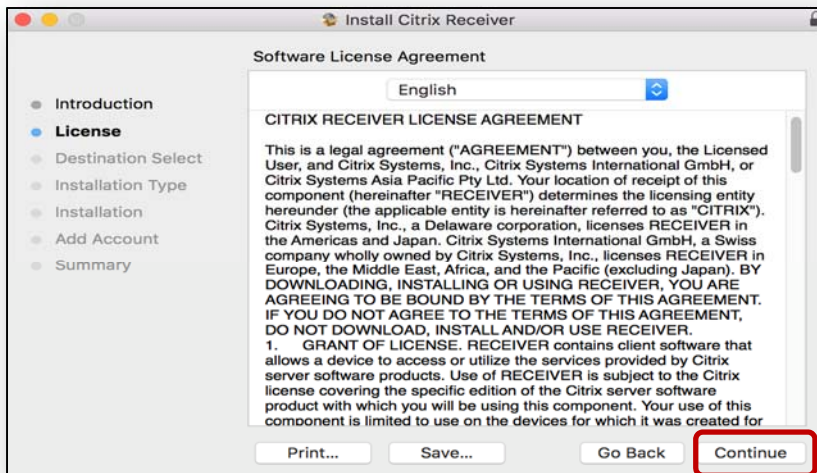 Install Citrix Receiver
Software License Agreement
English
Introduction
License
Destination Select
Installation Type
Installation
Add Account
Summary
CITRIX RECEIVER LICENSE AGREEMENT
This is a legal agreement ("AGREEMENT") between you, the Licensed
User, and Citrix Systems, Inc., Citrix Systems International GmbH, or
Citrix Systems Asia Pacific Pty Ltd. Your location of receipt of this
component (hereinafter "RECEIVER") determines the licensing entity
hereunder (the applicable entity is hereinafter referred to as "CITRIX").
Citrix Systems, Inc., a Delaware corporation, licenses RECEIVER in
the Americas and Japan. Citrix Systems International GmbH, a Swiss
company wholly owned by Citrix Systems, Inc., licenses RECEIVER in
Europe, the Middle East, Africa, and the Pacific (excluding Japan). BY
DOWNLOADING, INSTALLING OR USING RECEIVER, YOU ARE
AGREEING TO BE BOUND BY THE TERMS OF THIS AGREEMENT.
IF YOU DO NOT AGREE TO THE TERMS OF THIS AGREEMENT,
DO NOT DOWNLOAD, INSTALL AND/OR USE RECEIVER.
1. GRANT OF LICENSE. RECEIVER contains client software that
allows a device to access or utilize the services provided by Citrix
server software products. Use of RECEIVER is subject to the Citrix
license covering the specific edition of the Citrix server software
product with which you will be using this component. Your use of this
component is limited to use on the devices for which it was created for
Print...
Save...
Go Back
Continue